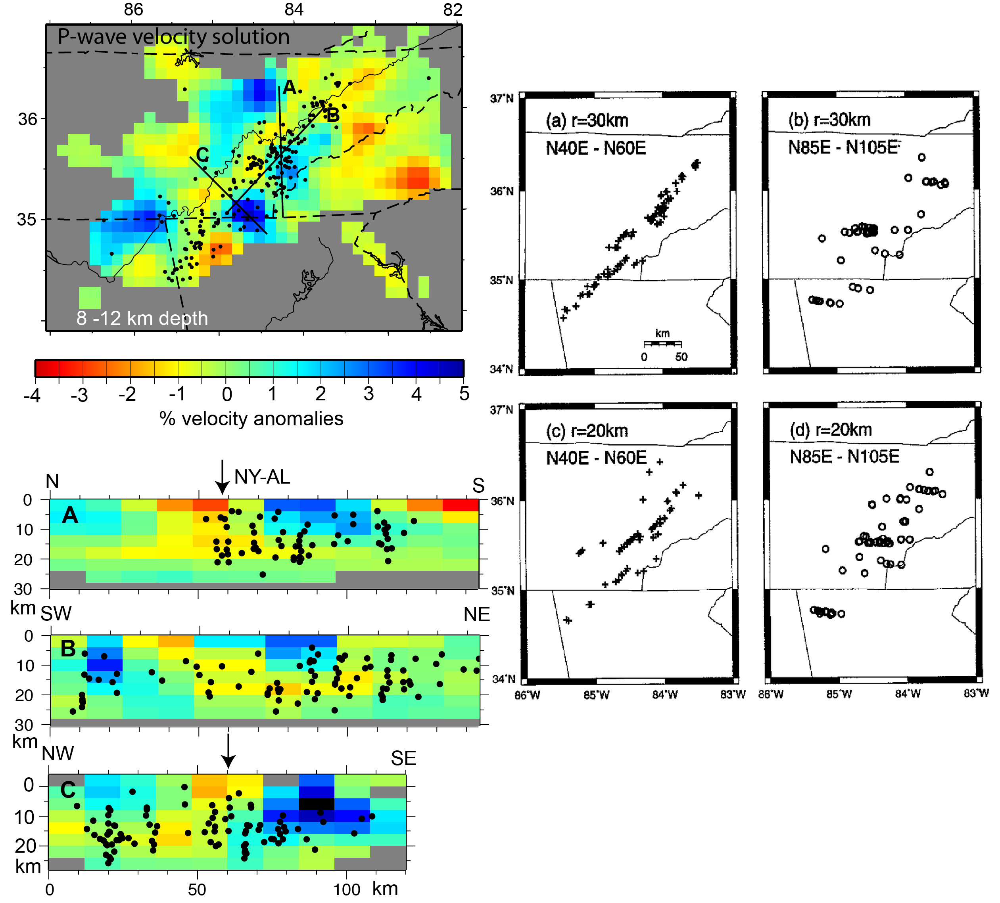 86 84 82
P-wave velocity solution
A
B
36
C
35
8 -12 km depth
-4 -3 -2 -1 0 1 2 3 4 5
% velocity anomalies
N NY-AL S
0
A
10
20
30
km
SW NE
0
B
10
20
30
km
NW SE
0
C
10
20
km
0 50 100 km
37°N
(a) r=30km
N40E - N60E
36°N
35°N
km
0 50
34°N
(b) r=30km
N85E - N105E
37°N
(c) r=20km
N40E - N60E
36°N
35°N
34°N
86°W 85°W 84°W 83°W
(d) r=20km
N85E - N105E
86°W 85°W 84°W 83°W